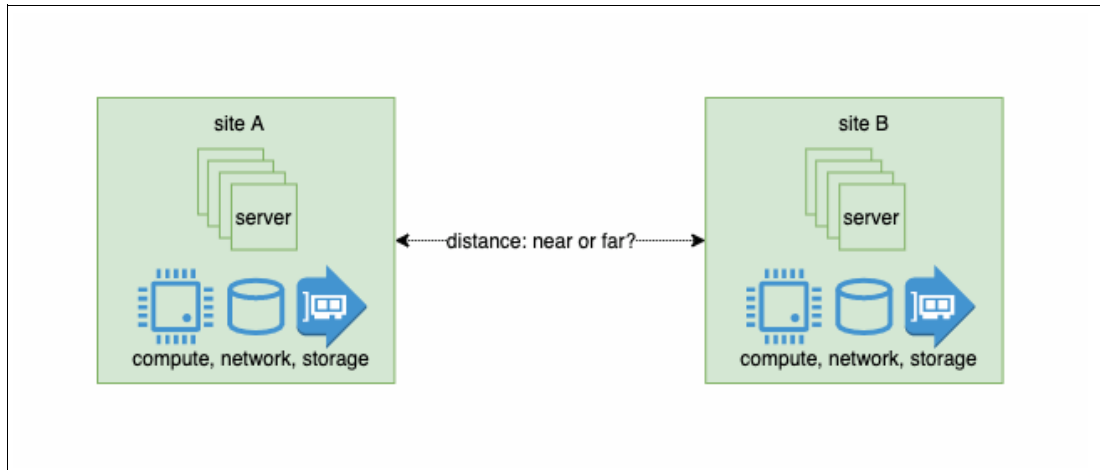 site A
server
compute, network, storage
distance: near or far?
site B
server
compute, network, storage